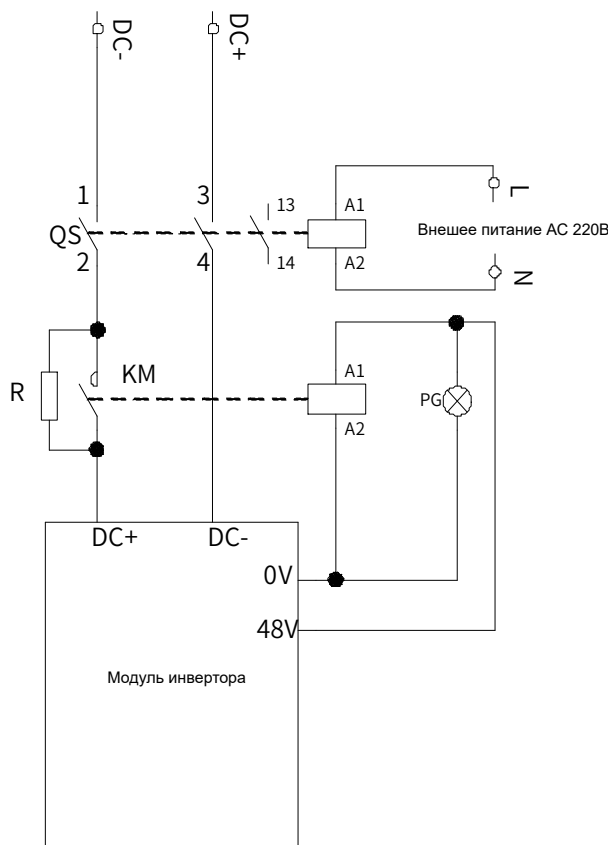 DC-
DC+
1
3
13
A1
L
QS
Внешее питание АС 220В
2
4
14
A2
N
KM
A1
R
PG
A2
DC+
DC-
0V
48V
Модуль инвертора